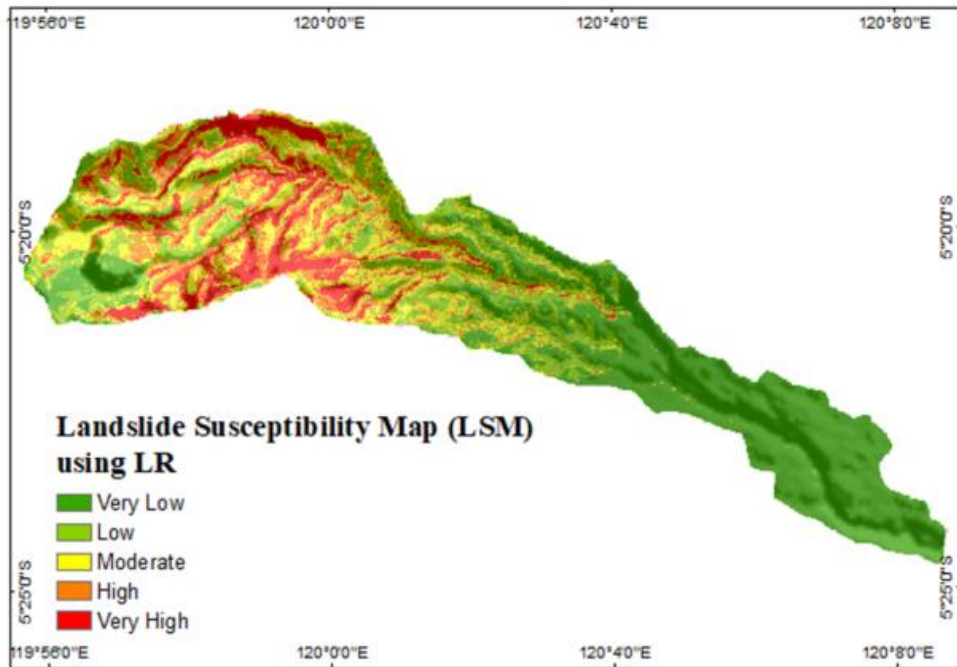 119°56'0"E 120°0'0"E 120°4'0"E 120°8'0"E
5°20'0"S 5°20'0"S
Landslide Susceptibility Map (LSM)
using LR
Very Low
Low
Moderate
High
Very High
5°25'0"S 5°25'0"S
119°56'0"E 120°0'0"E 120°4'0"E 120°8'0"E